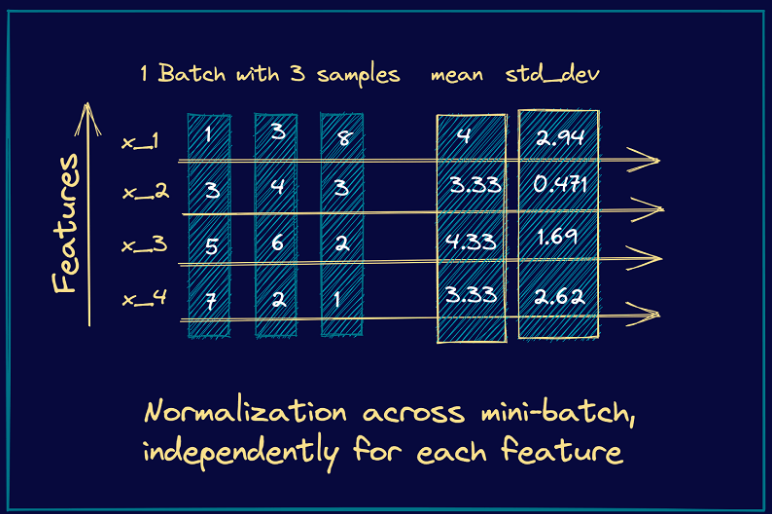 1 Batch with 3 samples mean std_dev
x_1 1 3 8 4 2.94
x_2 3 4 3 3.33 0.471
x_3 5 6 2 4.33 1.69
x_4 7 2 1 3.33 2.62
Features
Normalization across mini-batch,
independently for each feature